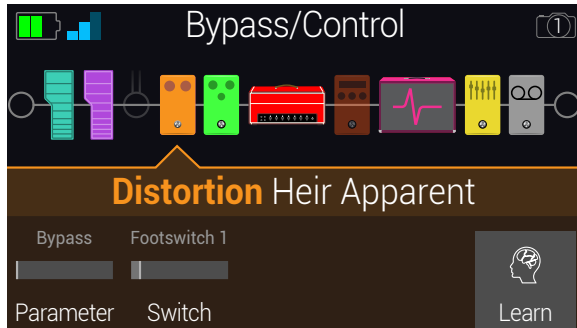 Bypass/Control
1
Distortion Heir Apparent
Bypass Footswitch 1
Parameter Switch Learn